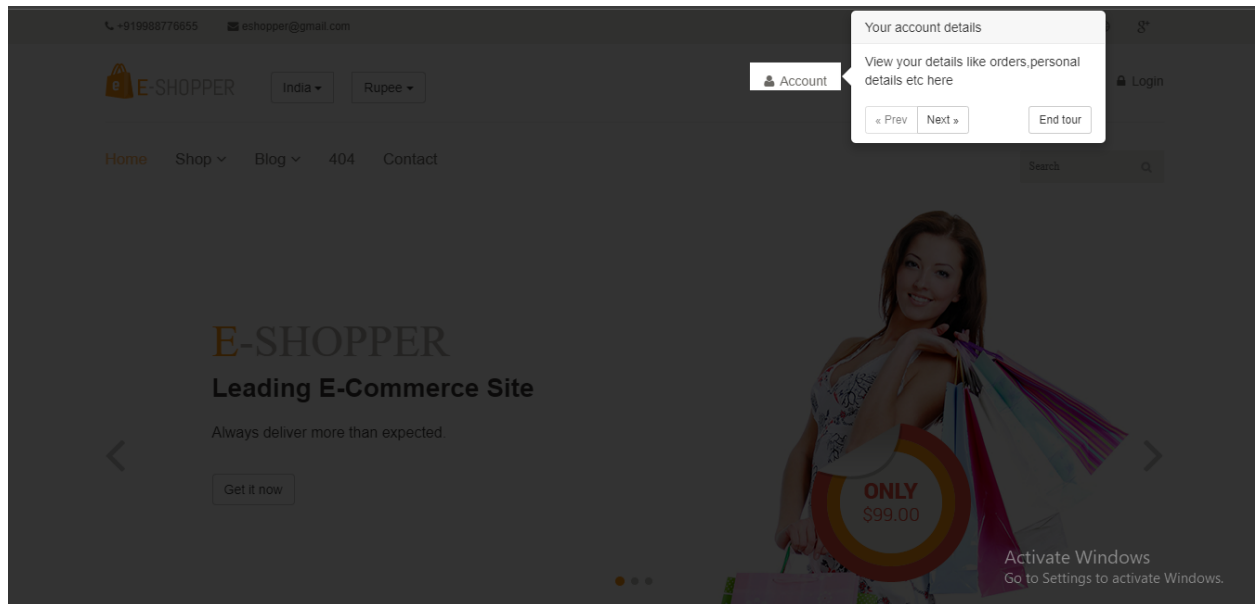 +919988776655
eshopper@gmail.com
Your account details
E-SHOPPER
India
Rupee
Account
View your details like orders,personal
details etc here
« Prev
Next »
End tour
Login
Home
Shop
Blog
404
Contact
Search
E-SHOPPER
Leading E-Commerce Site
Always deliver more than expected.
Get it now
ONLY
$99.00
Activate Windows
Go to Settings to activate Windows.